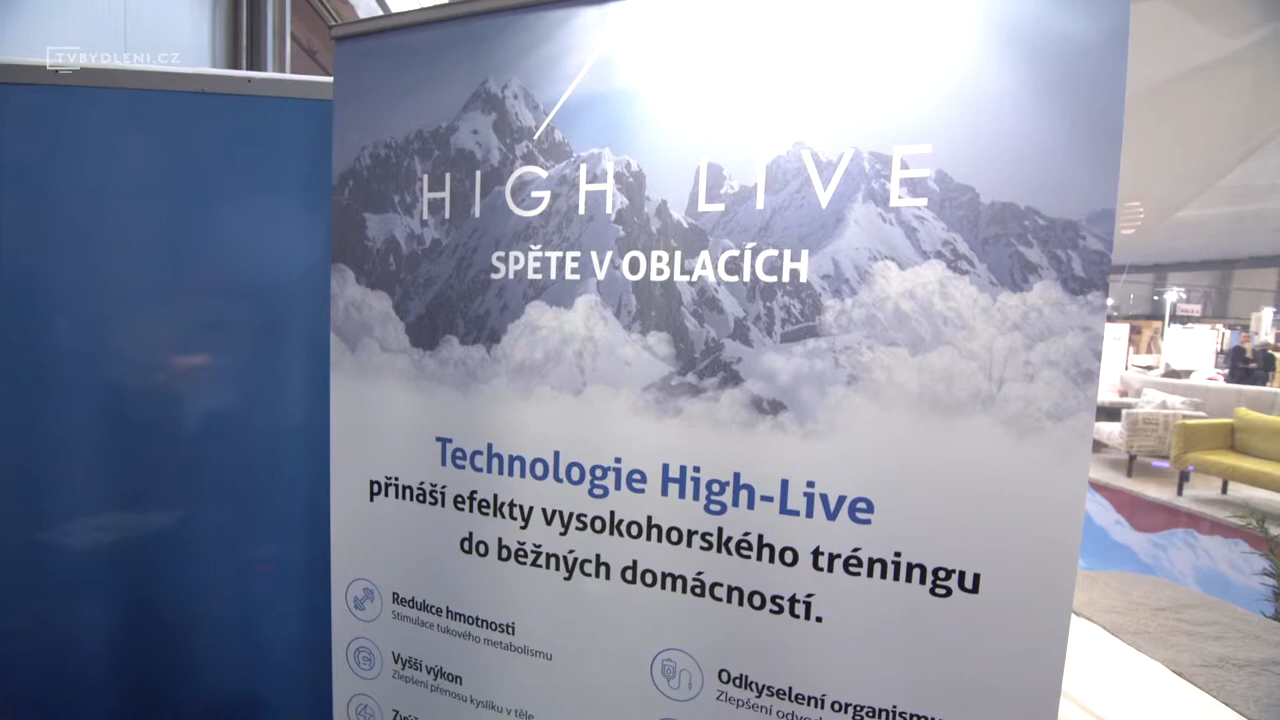 TVBYDLENI.CZ
HIGH LIVE
SPĚTE V OBLACÍCH
Technologie High-Live
přináší efekty vysokohorského tréningu
do běžných domácností.
Redukce hmotnosti
Stimulace tukového metabolismu
Vyšší výkon
Zlepšení přenosu kyslíku v těle
Odkyselení organismu
Zlepšení